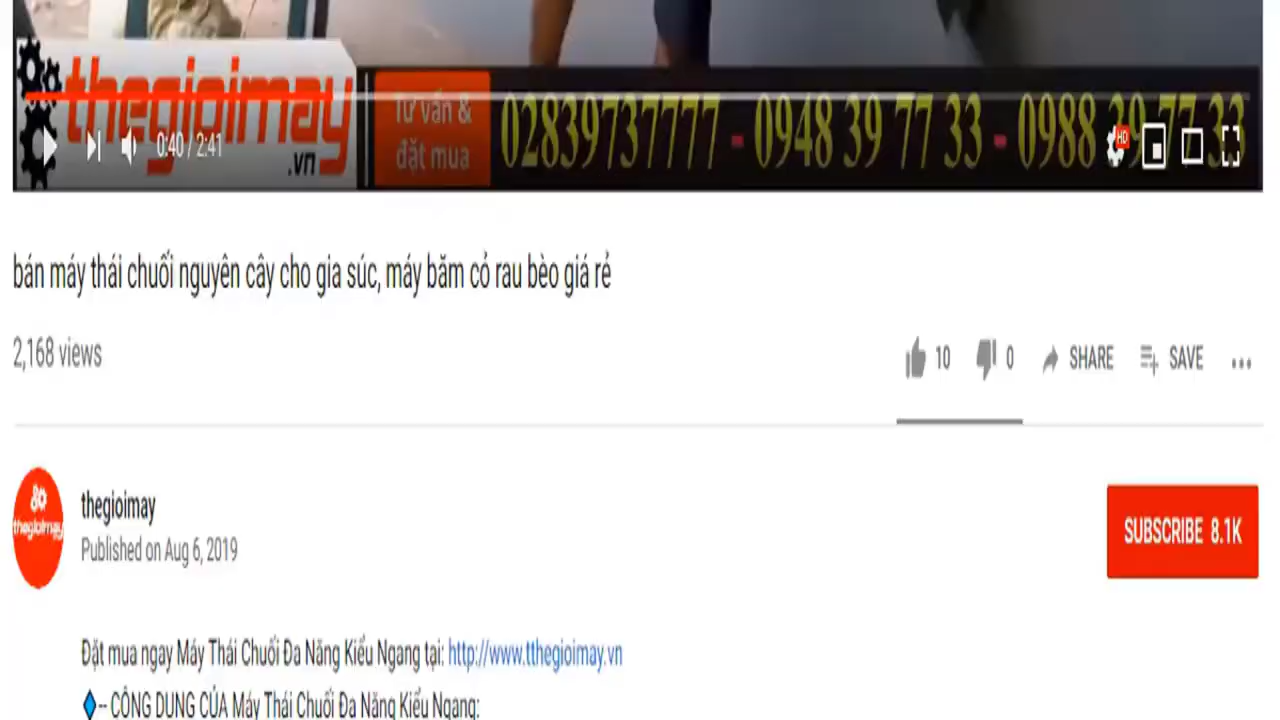 thegioimay
.vn
Tư vấn &
đặt mua
02839737777 - 0948 39 77 33 - 0988 39 77 33
0:40 / 2:41
HD
bán máy thái chuối nguyên cây cho gia súc, máy băm cỏ rau bèo giá rẻ
2,168 views
10 0 SHARE SAVE
thegioimay
thegioimay
Published on Aug 6, 2019
SUBSCRIBE 8.1K
Đặt mua ngay Máy Thái Chuối Đa Năng Kiểu Ngang tại: http://www.tthegioimay.vn
-- CÔNG DỤNG CỦA Máy Thái Chuối Đa Năng Kiểu Ngang: